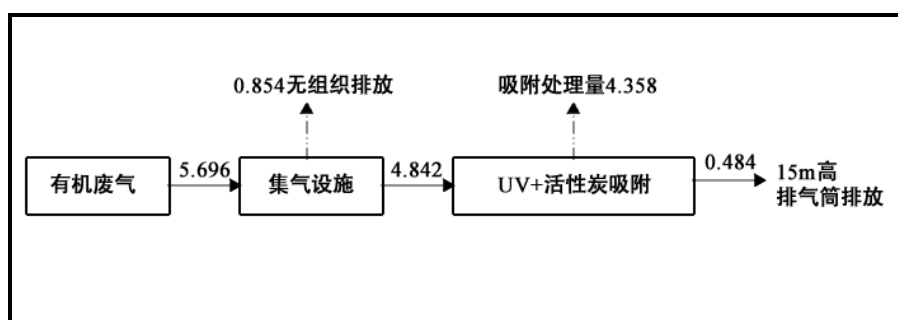 0.854无组织排放
吸附处理量4.358
有机废气
5.696
集气设施
4.842
UV+活性炭吸附
0.484
15m高
排气筒排放